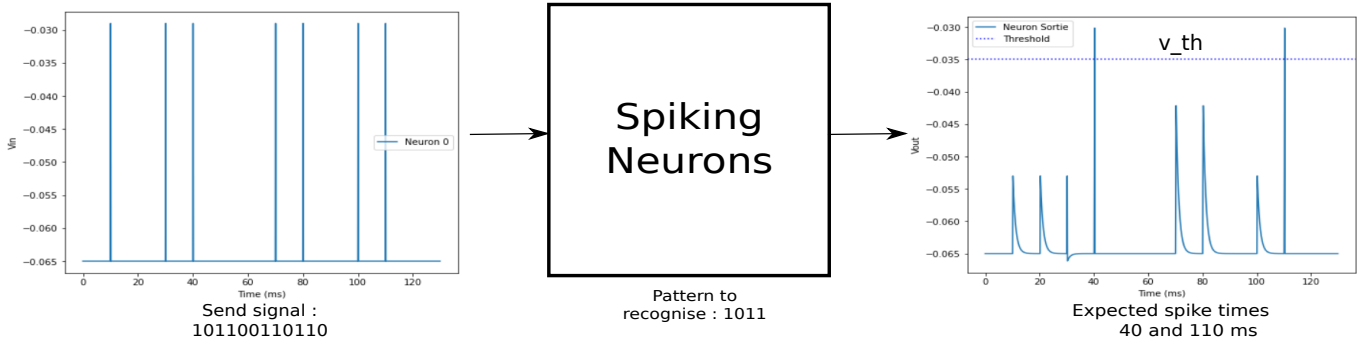 −0.030
−0.035
−0.040
−0.045
−0.050
−0.055
−0.060
−0.065
Vin
Neuron 0
0 20 40 60 80 100 120
Time (ms)
Send signal :
101100110110
Spiking
Neurons
Pattern to
recognise : 1011
Neuron Sortie
Threshold
v_th
−0.030
−0.035
−0.040
−0.045
−0.050
−0.055
−0.060
−0.065
Vout
0 20 40 60 80 100 120
Time (ms)
Expected spike times
40 and 110 ms